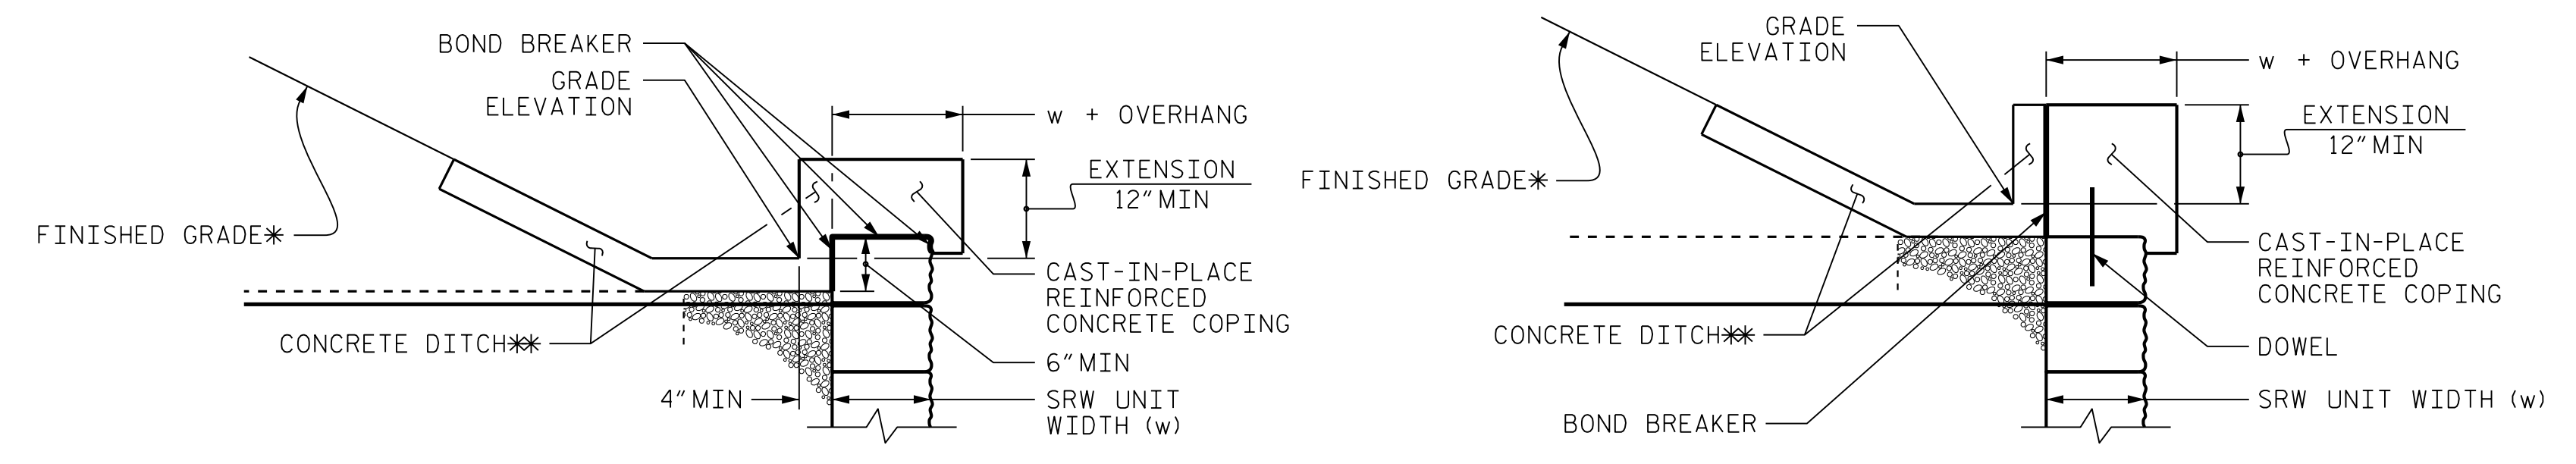 BOND BREAKER
GRADE
ELEVATION
w + OVERHANG
EXTENSION
12" MIN
FINISHED GRADE*
CAST-IN-PLACE
REINFORCED
CONCRETE COPING
CONCRETE DITCH**
6" MIN
4" MIN
SRW UNIT
WIDTH (w)
GRADE
ELEVATION
w + OVERHANG
EXTENSION
12" MIN
FINISHED GRADE*
CAST-IN-PLACE
REINFORCED
CONCRETE COPING
CONCRETE DITCH**
DOWEL
SRW UNIT WIDTH (w)
BOND BREAKER